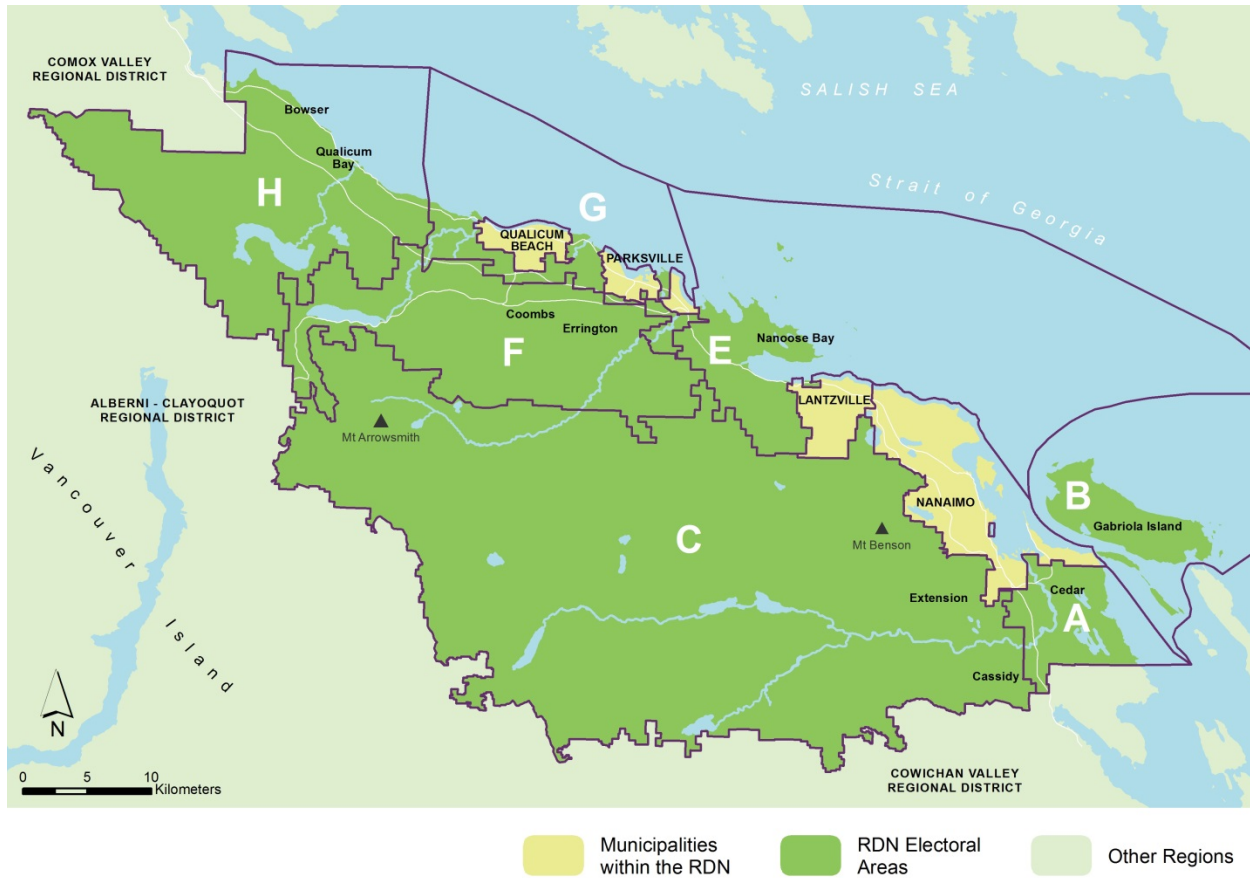 COMOX VALLEY
REGIONAL DISTRICT
SALISH SEA
Bowser
Qualicum
Bay
Strait of Georgia
H
G
QUALICUM
BEACH
PARKSVILLE
Coombs
Errington
Nanoose Bay
F
E
LANTZVILLE
ALBERNI - CLAYOQUOT
REGIONAL DISTRICT
Mt Arrowsmith
Vancouver
Island
B
NANAIMO
Gabriola Island
C
Mt Benson
Extension
Cedar
A
Cassidy
N
0 5 10
Kilometers
COWICHAN VALLEY
REGIONAL DISTRICT
Municipalities
within the RDN
RDN Electoral
Areas
Other Regions